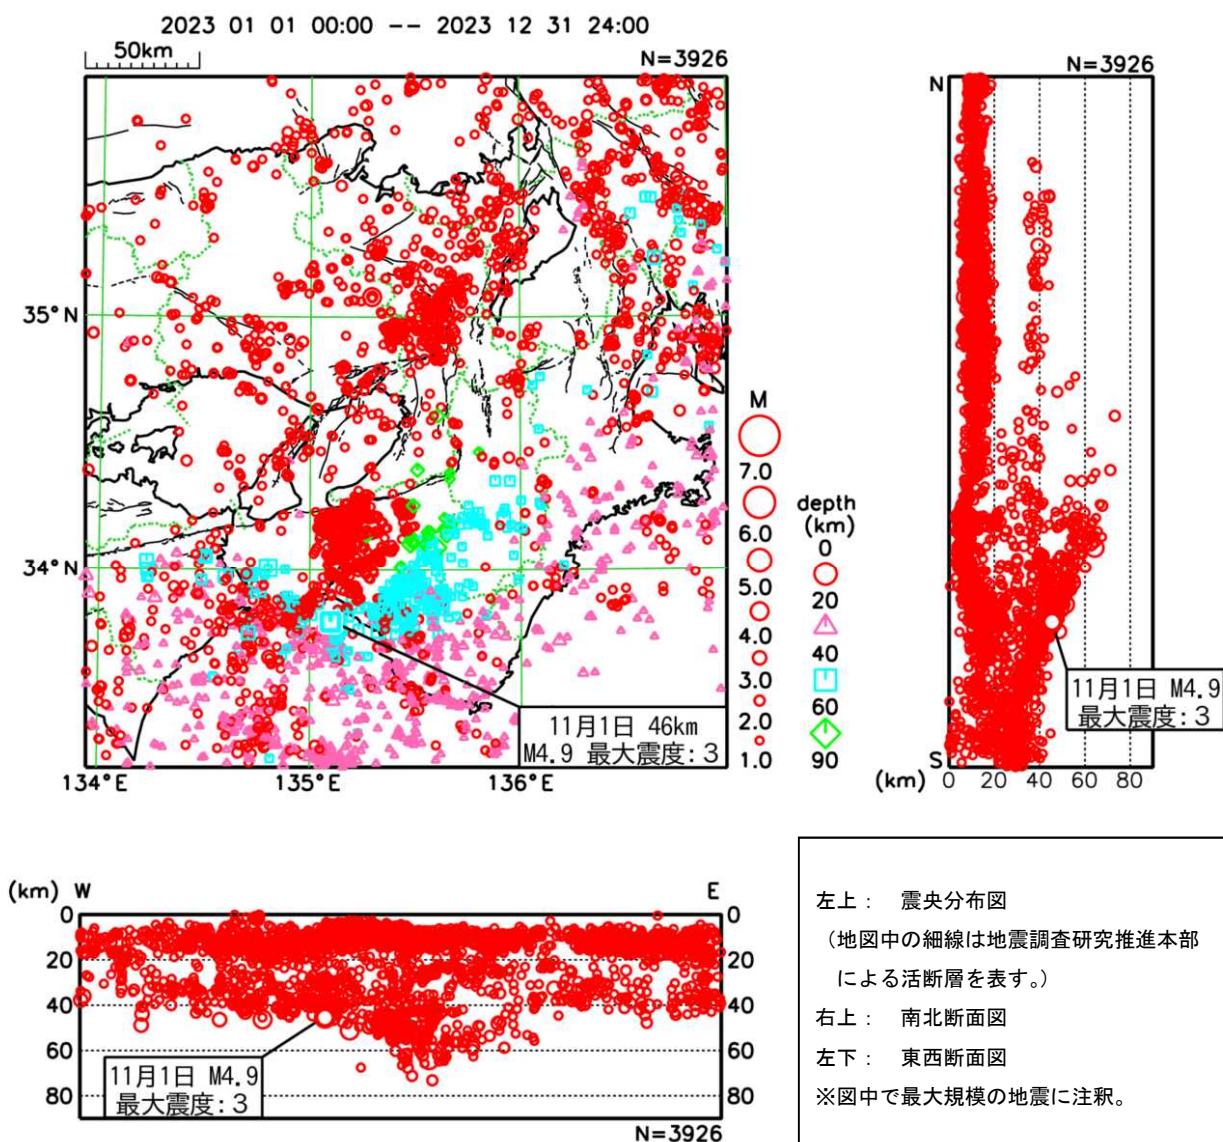 2023 01 01 00:00 -- 2023 12 31 24:00
50km
N=3926
35°N
34°N
134°E
135°E
136°E
11月1日 46km
M4.9 最大震度:3
M
7.0
6.0
5.0
4.0
3.0
2.0
1.0
depth
(km)
0
20
40
60
90
N=3926
N
S
(km)
0
20
40
60
80
11月1日 M4.9
最大震度:3
(km)
W
E
0
20
40
60
80
0
20
40
60
80
11月1日 M4.9
最大震度:3
N=3926
左上: 震央分布図
(地図中の細線は地震調査研究推進本部
による活断層を表す。)
右上: 南北断面図
左下: 東西断面図
※図中で最大規模の地震に注釈。